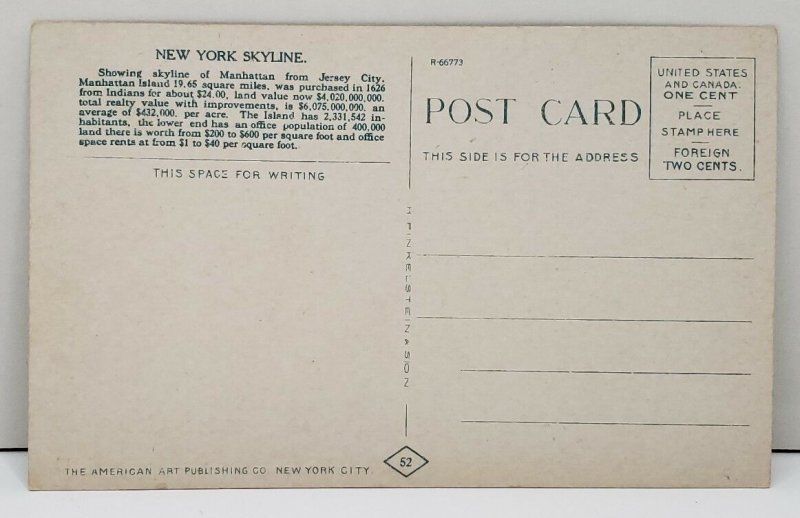 NEW YORK SKYLINE.
Showing skyline of Manhattan from Jersey City.
Manhattan Island 19.65 square miles, was purchased in 1626
from Indians for about $24.00, land value now $4,020,000,000.
total realty value with improvements, is $6,075,000,000. an
average of $432,000. per acre. The Island has 2,331,542 in-
habitants, the lower end has an office population of 400,000
land there is worth from $200 to $600 per square foot and office
space rents at from $1 to $40 per square foot.
THIS SPACE FOR WRITING
THE AMERICAN ART PUBLISHING CO. NEW YORK CITY.
H. FINKELSTEIN & SON
52
R-66773
POST CARD
THIS SIDE IS FOR THE ADDRESS
UNITED STATES
AND CANADA.
ONE CENT
PLACE
STAMP HERE
FOREIGN
TWO CENTS.